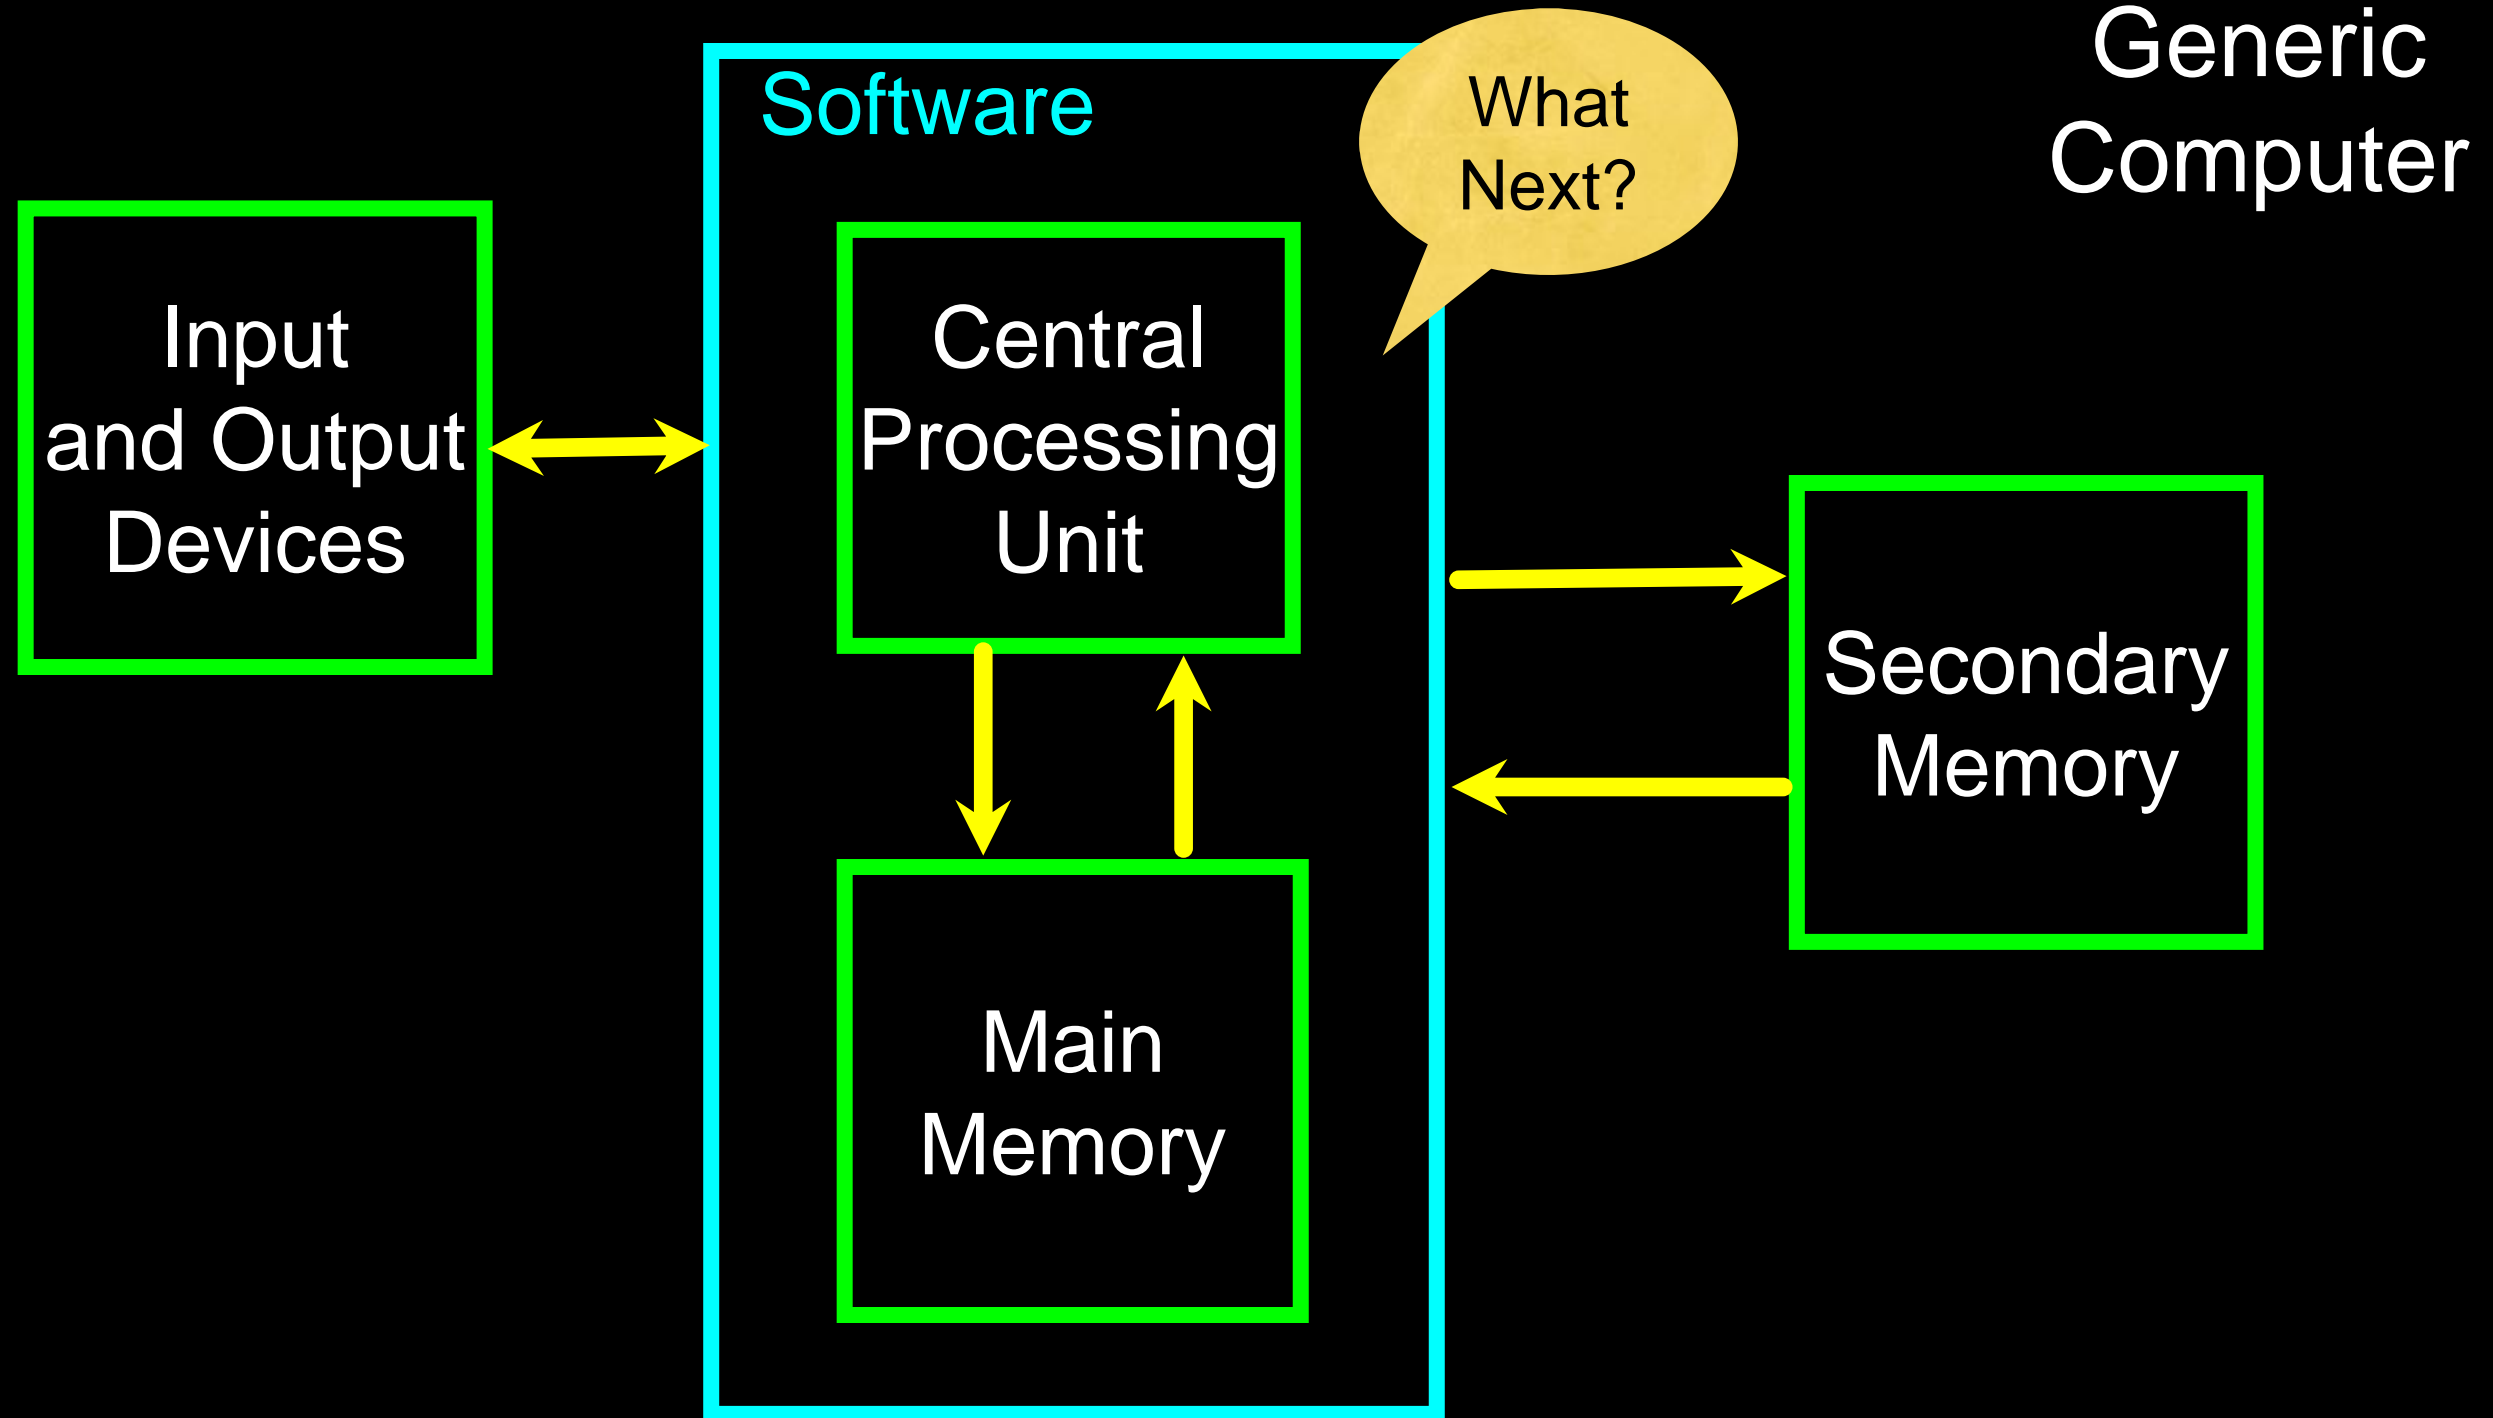 Generic
Computer
Software
What
Next?
Input
and Output
Devices
Central
Processing
Unit
Secondary
Memory
Main
Memory